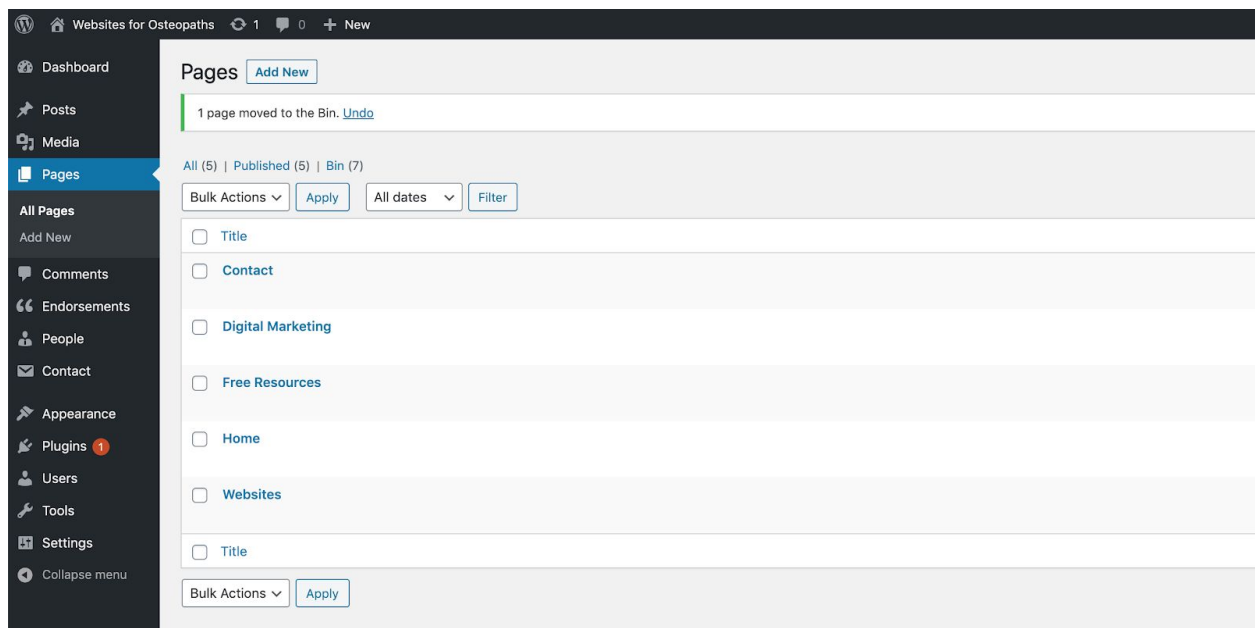 Websites for Osteopaths 1 0 + New
Dashboard
Posts
Media
Pages
All Pages
Add New
Comments
Endorsements
People
Contact
Appearance
Plugins 1
Users
Tools
Settings
Collapse menu
Pages Add New
1 page moved to the Bin. Undo
All (5) | Published (5) | Bin (7)
Bulk Actions Apply All dates Filter
Title
Contact
Digital Marketing
Free Resources
Home
Websites
Title
Bulk Actions Apply